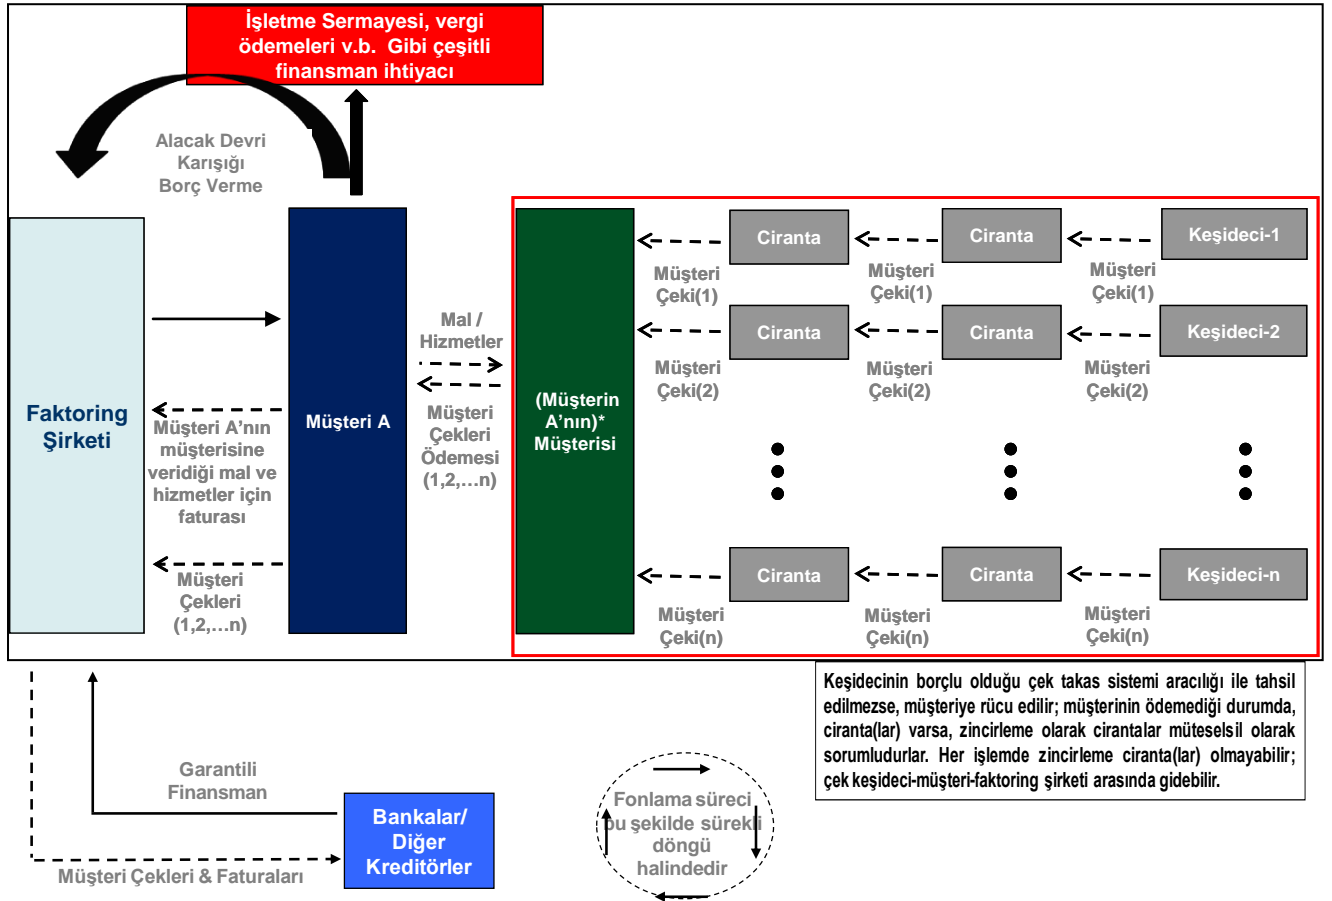 İşletme Sermayesi, vergi
ödemeleri v.b. Gibi çeşitli
finansman ihtiyacı
Alacak Devri
Karışığı
Borç Verme
Faktoring
Şirketi
Müşteri A
Müşteri A'nın
müşterisine
veridiği mal ve
hizmetler için
faturası
Müşteri
Çekleri
(1,2,…n)
Mal /
Hizmetler
Müşteri
Çekleri
Ödemesi
(1,2,…n)
(Müşterin
A'nın)*
Müşterisi
Ciranta
Ciranta
Keşideci-1
Müşteri
Çeki(1)
Müşteri
Çeki(1)
Müşteri
Çeki(1)
Ciranta
Ciranta
Keşideci-2
Müşteri
Çeki(2)
Müşteri
Çeki(2)
Müşteri
Çeki(2)
Ciranta
Ciranta
Keşideci-n
Müşteri
Çeki(n)
Müşteri
Çeki(n)
Müşteri
Çeki(n)
Keşidecinin borçlu olduğu çek takas sistemi aracılığı ile tahsil
edilmezse, müşteriye rücu edilir; müşterinin ödemediği durumda,
ciranta(lar) varsa, zincirleme olarak cirantalar müteselsil olarak
sorumludurlar. Her işlemde zincirleme ciranta(lar) olmayabilir;
çek keşideci-müşteri-faktoring şirketi arasında gidebilir.
Garantili
Finansman
Bankalar/
Diğer
Kreditörler
Müşteri Çekleri & Faturaları
Fonlama süreci
bu şekilde sürekli
döngü
halindedir